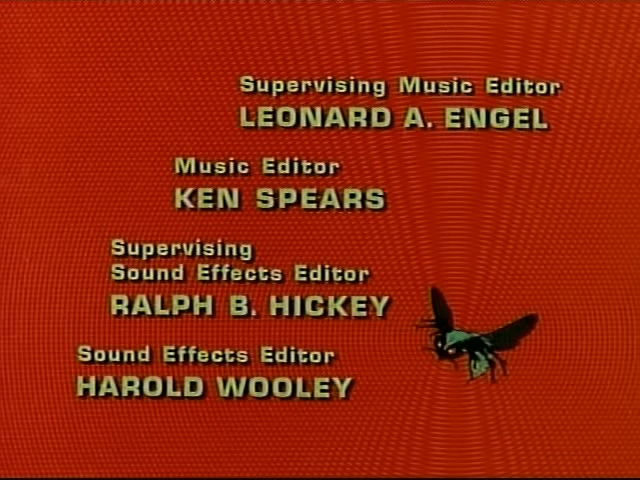 Supervising Music Editor
LEONARD A. ENGEL
Music Editor
KEN SPEARS
Supervising
Sound Effects Editor
RALPH B. HICKEY
Sound Effects Editor
HAROLD WOOLEY